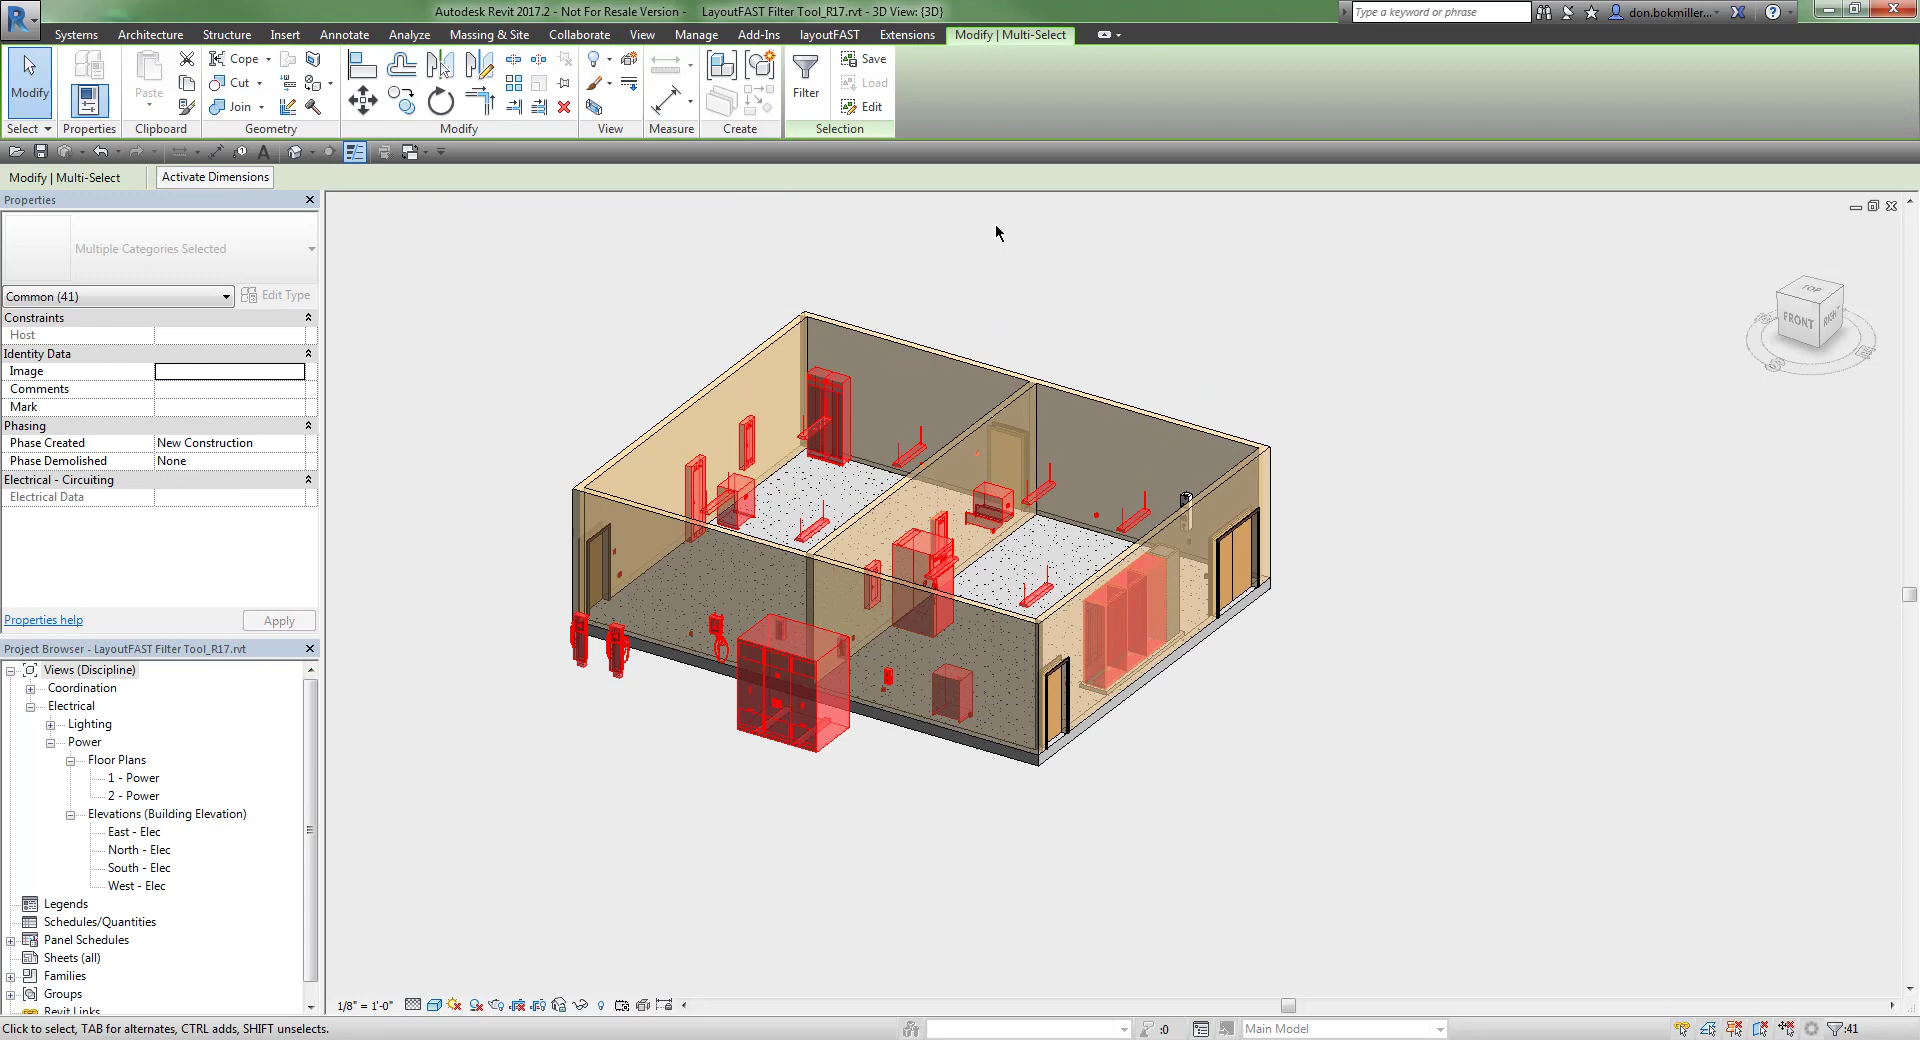 Autodesk Revit 2017.2 - Not For Resale Version - LayoutFAST Filter Tool_R17.rvt - 3D View: {3D}
Type a keyword or phrase
don.bokmiller...
Systems Architecture Structure Insert Annotate Analyze Massing & Site Collaborate View Manage Add-Ins layoutFAST Extensions Modify | Multi-Select
Modify
Paste
Cope
Cut
Join
Filter
Save
Load
Edit
Select Properties Clipboard Geometry Modify View Measure Create Selection
Modify | Multi-Select Activate Dimensions
Properties
Multiple Categories Selected
Common (41) Edit Type
Constraints
Host
Identity Data
Image
Comments
Mark
Phasing
Phase Created New Construction
Phase Demolished None
Electrical - Circuiting
Electrical Data
Properties help Apply
Project Browser - LayoutFAST Filter Tool_R17.rvt
Views (Discipline)
Coordination
Electrical
Lighting
Power
Floor Plans
1 - Power
2 - Power
Elevations (Building Elevation)
East - Elec
North - Elec
South - Elec
West - Elec
Legends
Schedules/Quantities
Panel Schedules
Sheets (all)
Families
Groups
Revit Links
TOP
FRONT
RIGHT
1/8" = 1'-0"
Click to select, TAB for alternates, CTRL adds, SHIFT unselects.
:0
Main Model
:41